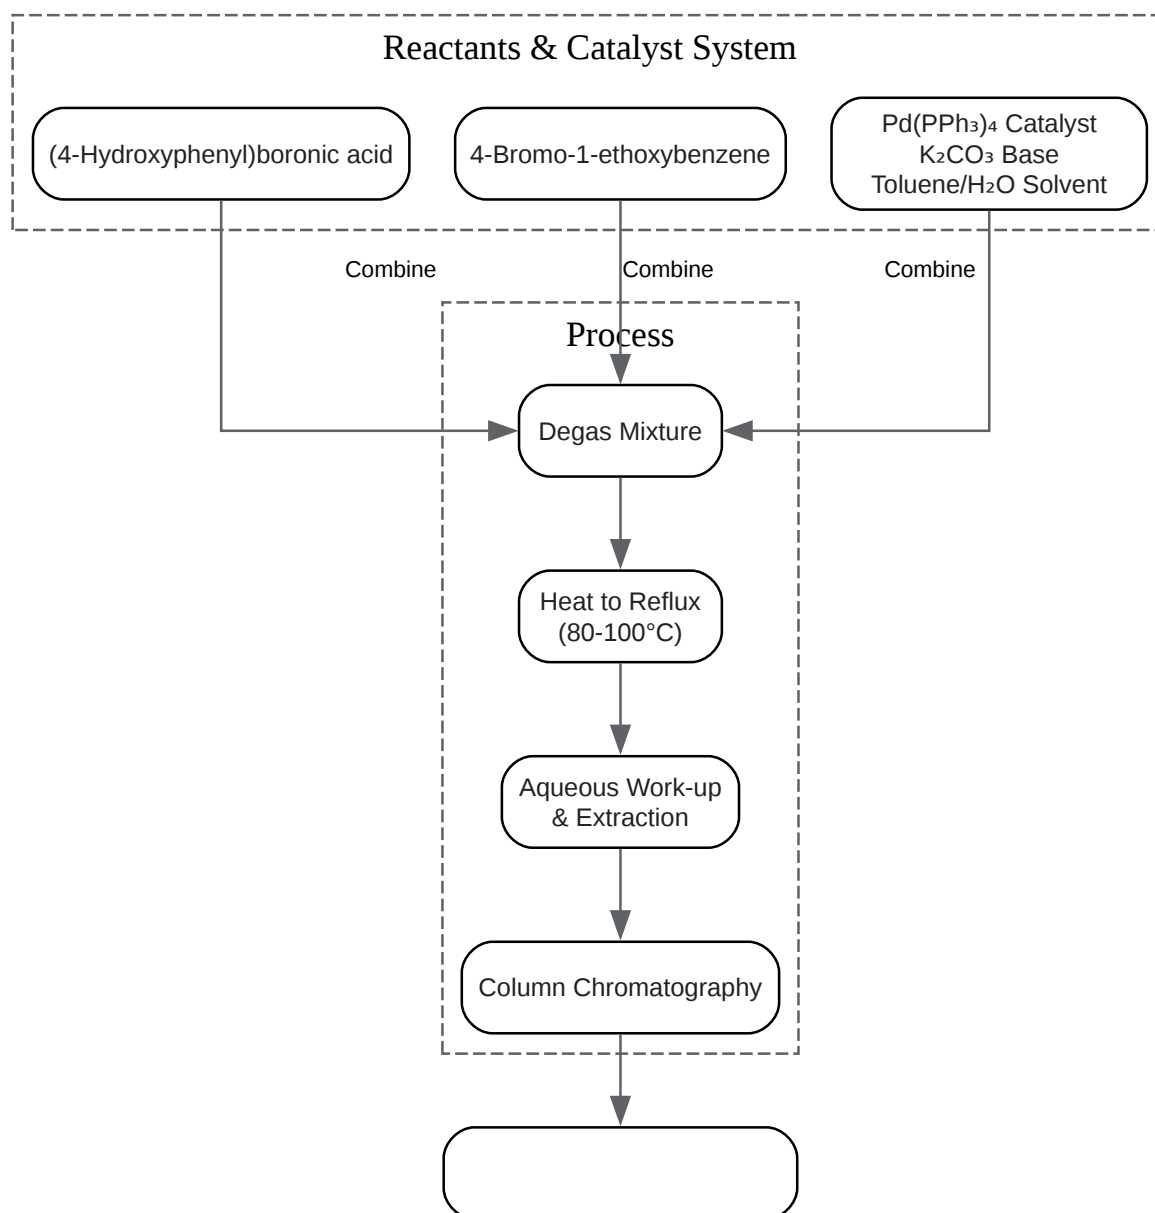 Reactants & Catalyst System
(4-Hydroxyphenyl)boronic acid
4-Bromo-1-ethoxybenzene
Pd(PPh₃)₄ Catalyst
K₂CO₃ Base
Toluene/H₂O Solvent
Combine
Combine
Combine
Process
Degas Mixture
Heat to Reflux
(80-100°C)
Aqueous Work-up
& Extraction
Column Chromatography